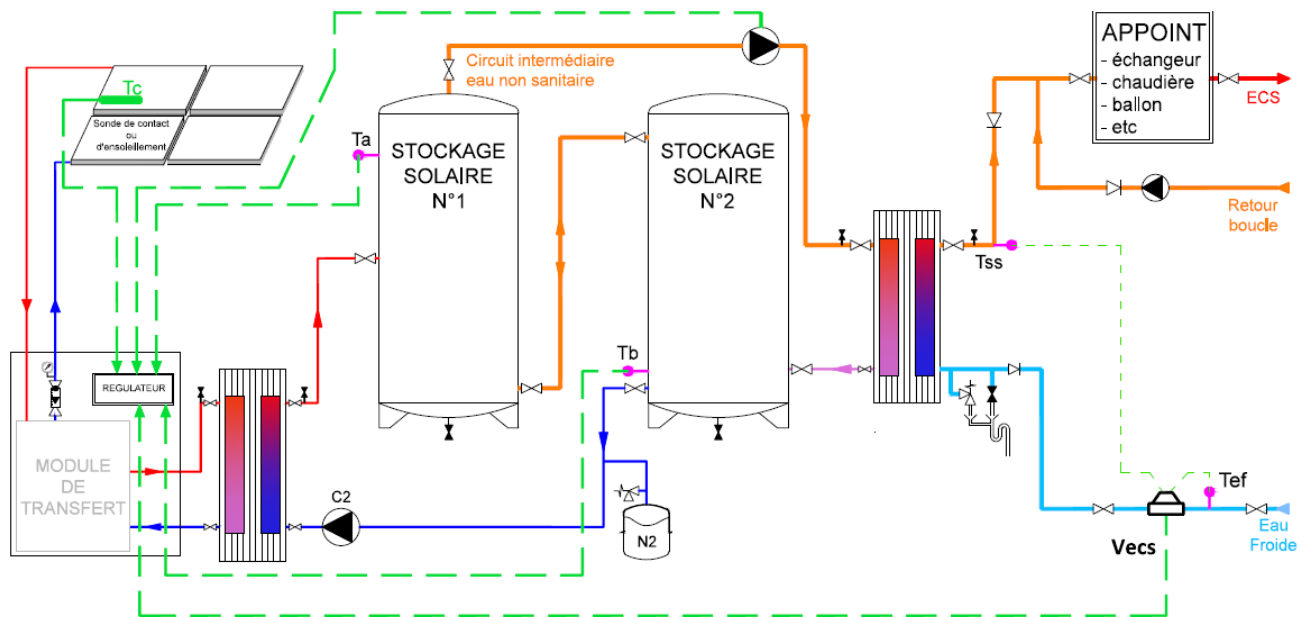 Circuit intermédiaire
eau non sanitaire
APPOINT
- échangeur
- chaudière
- ballon
- etc
ECS
Tc
Sonde de contact
ou
d'ensoleillement
Ta
STOCKAGE
SOLAIRE
N°1
STOCKAGE
SOLAIRE
N°2
Retour
boucle
Tss
Tb
REGULATEUR
MODULE
DE
TRANSFERT
C2
N2
Tef
Vecs
Eau
Froide